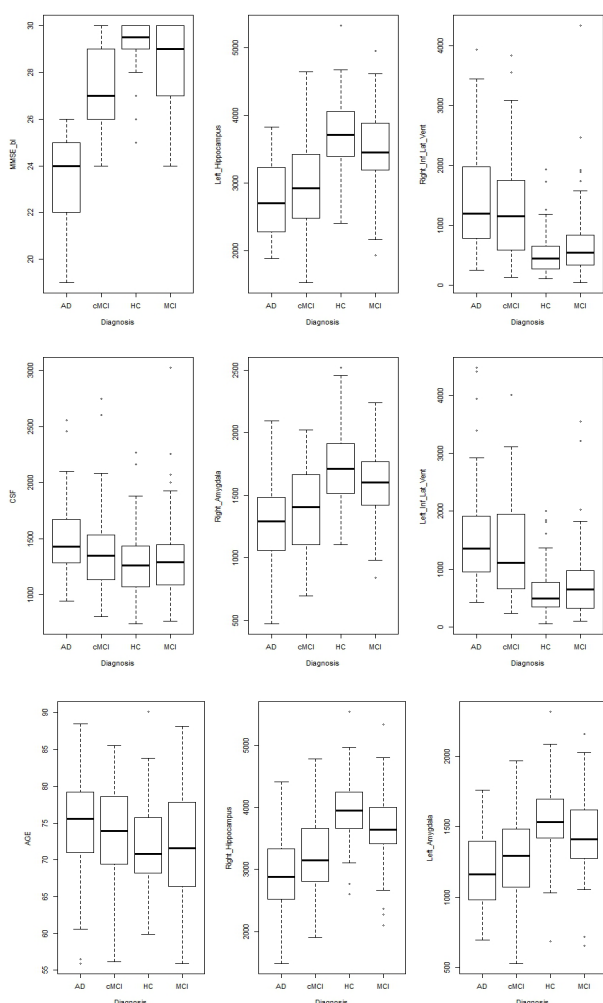 MMSE_bl
20 22 24 26 28 30
AD cMCI HC MCI
Diagnosis
Left_Hippocampus
2000 3000 4000 5000
AD cMCI HC MCI
Diagnosis
Right_Inf_Lat_Vent
0 1000 2000 3000 4000
AD cMCI HC MCI
Diagnosis
CSF
1000 1500 2000 2500 3000
AD cMCI HC MCI
Diagnosis
Right_Amygdala
500 1000 1500 2000 2500
AD cMCI HC MCI
Diagnosis
Left_Inf_Lat_Vent
0 1000 2000 3000 4000
AD cMCI HC MCI
Diagnosis
AGE
55 60 65 70 75 80 85 90
AD cMCI HC MCI
Diagnosis
Right_Hippocampus
2000 3000 4000 5000
AD cMCI HC MCI
Diagnosis
Left_Amygdala
500 1000 1500 2000
AD cMCI HC MCI
Diagnosis